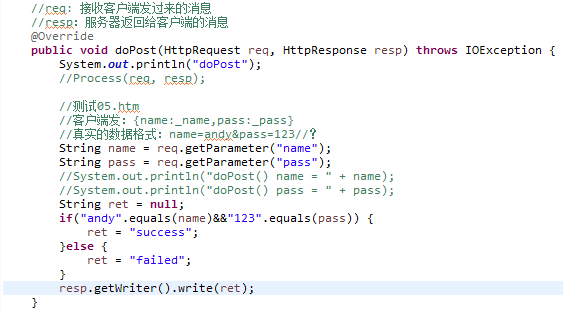 //req: 接收客户端发过来的消息
//resp: 服务器返回给客户端的消息
@Override
public void doPost(HttpRequest req, HttpResponse resp) throws IOException {
System.out.println("doPost");
//Process(req, resp);
//测试05.htm
//客户端发: {name:_name,pass:_pass}
//真实的数据格式: name=andy&pass=123//?
String name = req.getParameter("name");
String pass = req.getParameter("pass");
//System.out.println("doPost() name = " + name);
//System.out.println("doPost() pass = " + pass);
String ret = null;
if("andy".equals(name)&&"123".equals(pass)) {
ret = "success";
}else {
ret = "failed";
}
resp.getWriter().write(ret);
}